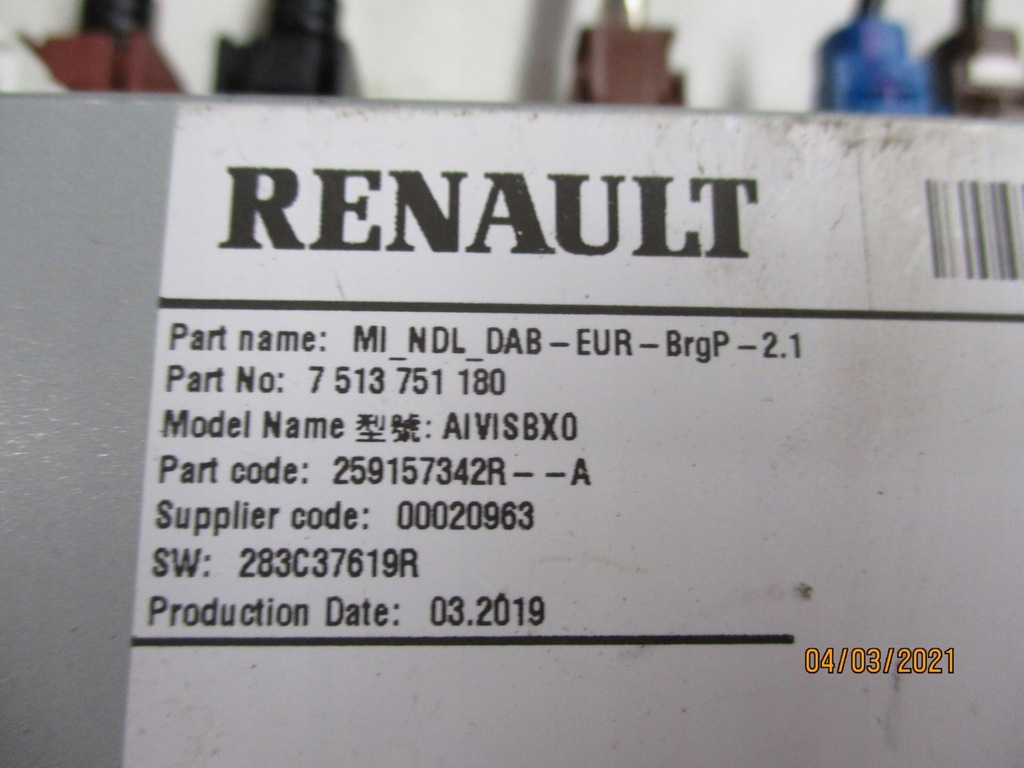 RENAULT
Part name: MI_NDL_DAB-EUR-BrgP-2.1
Part No: 7 513 751 180
Model Name 型號: AIVISBX0
Part code: 259157342R--A
Supplier code: 00020963
SW: 283C37619R
Production Date: 03.2019
04/03/2021